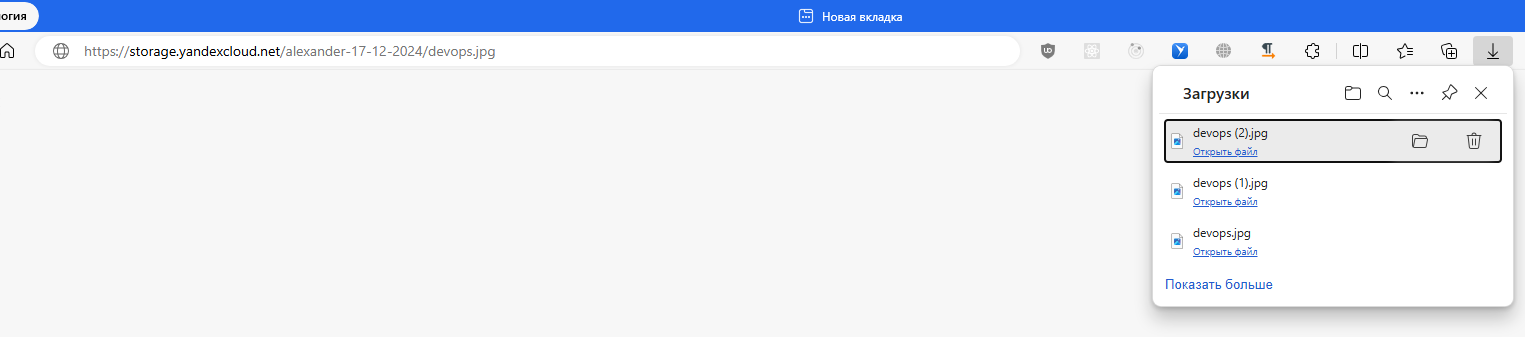 огия
Новая вкладка
https://storage.yandexcloud.net/alexander-17-12-2024/devops.jpg
Загрузки
devops (2).jpg
Открыть файл
devops (1).jpg
Открыть файл
devops.jpg
Открыть файл
Показать больше